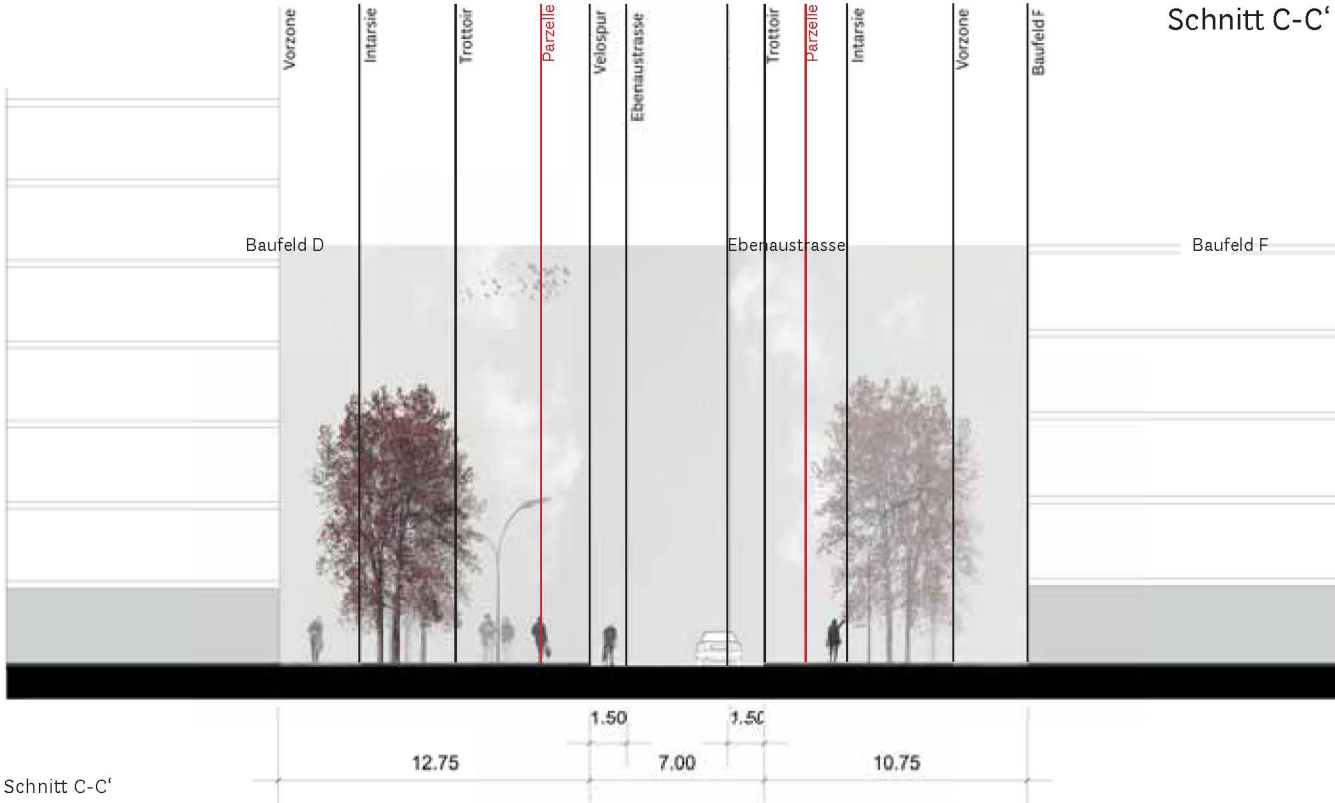 Schnitt C-C‘
Vorzone
Intarsie
Trottoir
Parzelle
Velospur
Ebenaustrasse
Trottoir
Parzelle
Intarsie
Vorzone
Baufeld F
Baufeld D
Ebenaustrasse
Baufeld F
1.50
1.50
12.75
7.00
10.75
Schnitt C-C‘